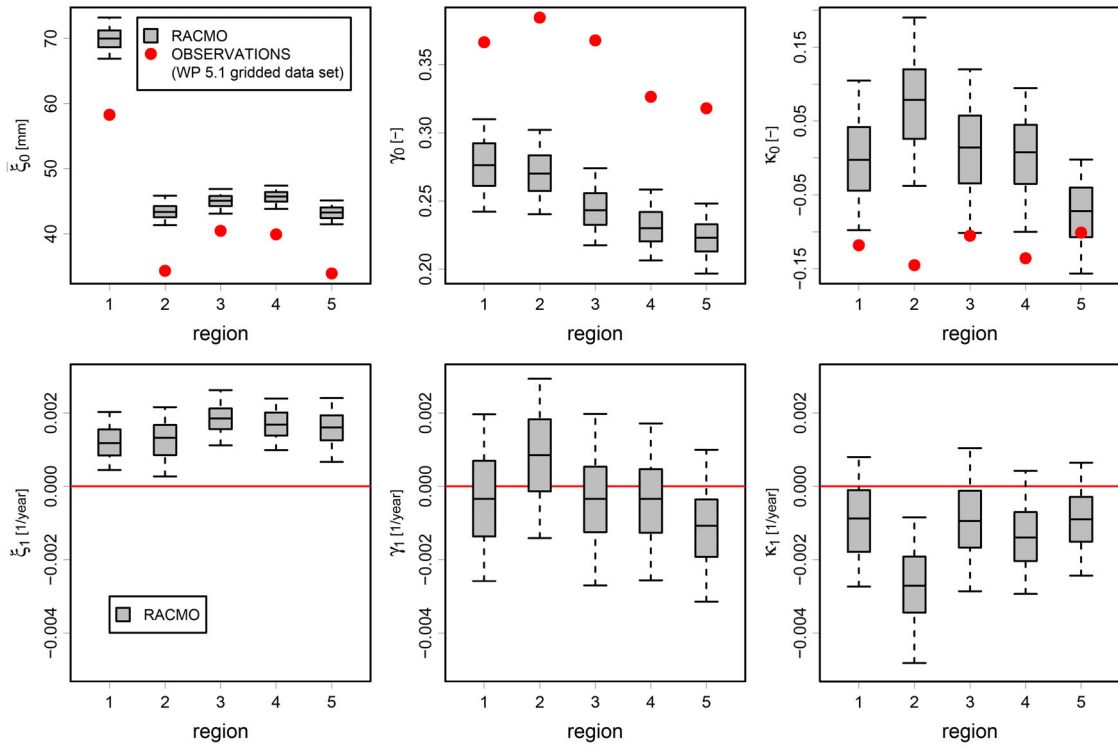 RACMO
OBSERVATIONS
(WP 5.1 gridded data set)
ξ̅₀ [mm]
70
60
50
40
1 2 3 4 5
region
γ₀ [−]
0.35
0.30
0.25
0.20
1 2 3 4 5
region
κ₀ [−]
0.15
0.05
−0.05
−0.15
1 2 3 4 5
region
ξ₁ [1/year]
0.002
0.000
−0.002
−0.004
RACMO
1 2 3 4 5
region
γ₁ [1/year]
0.002
0.000
−0.002
−0.004
1 2 3 4 5
region
κ₁ [1/year]
0.002
0.000
−0.002
−0.004
1 2 3 4 5
region